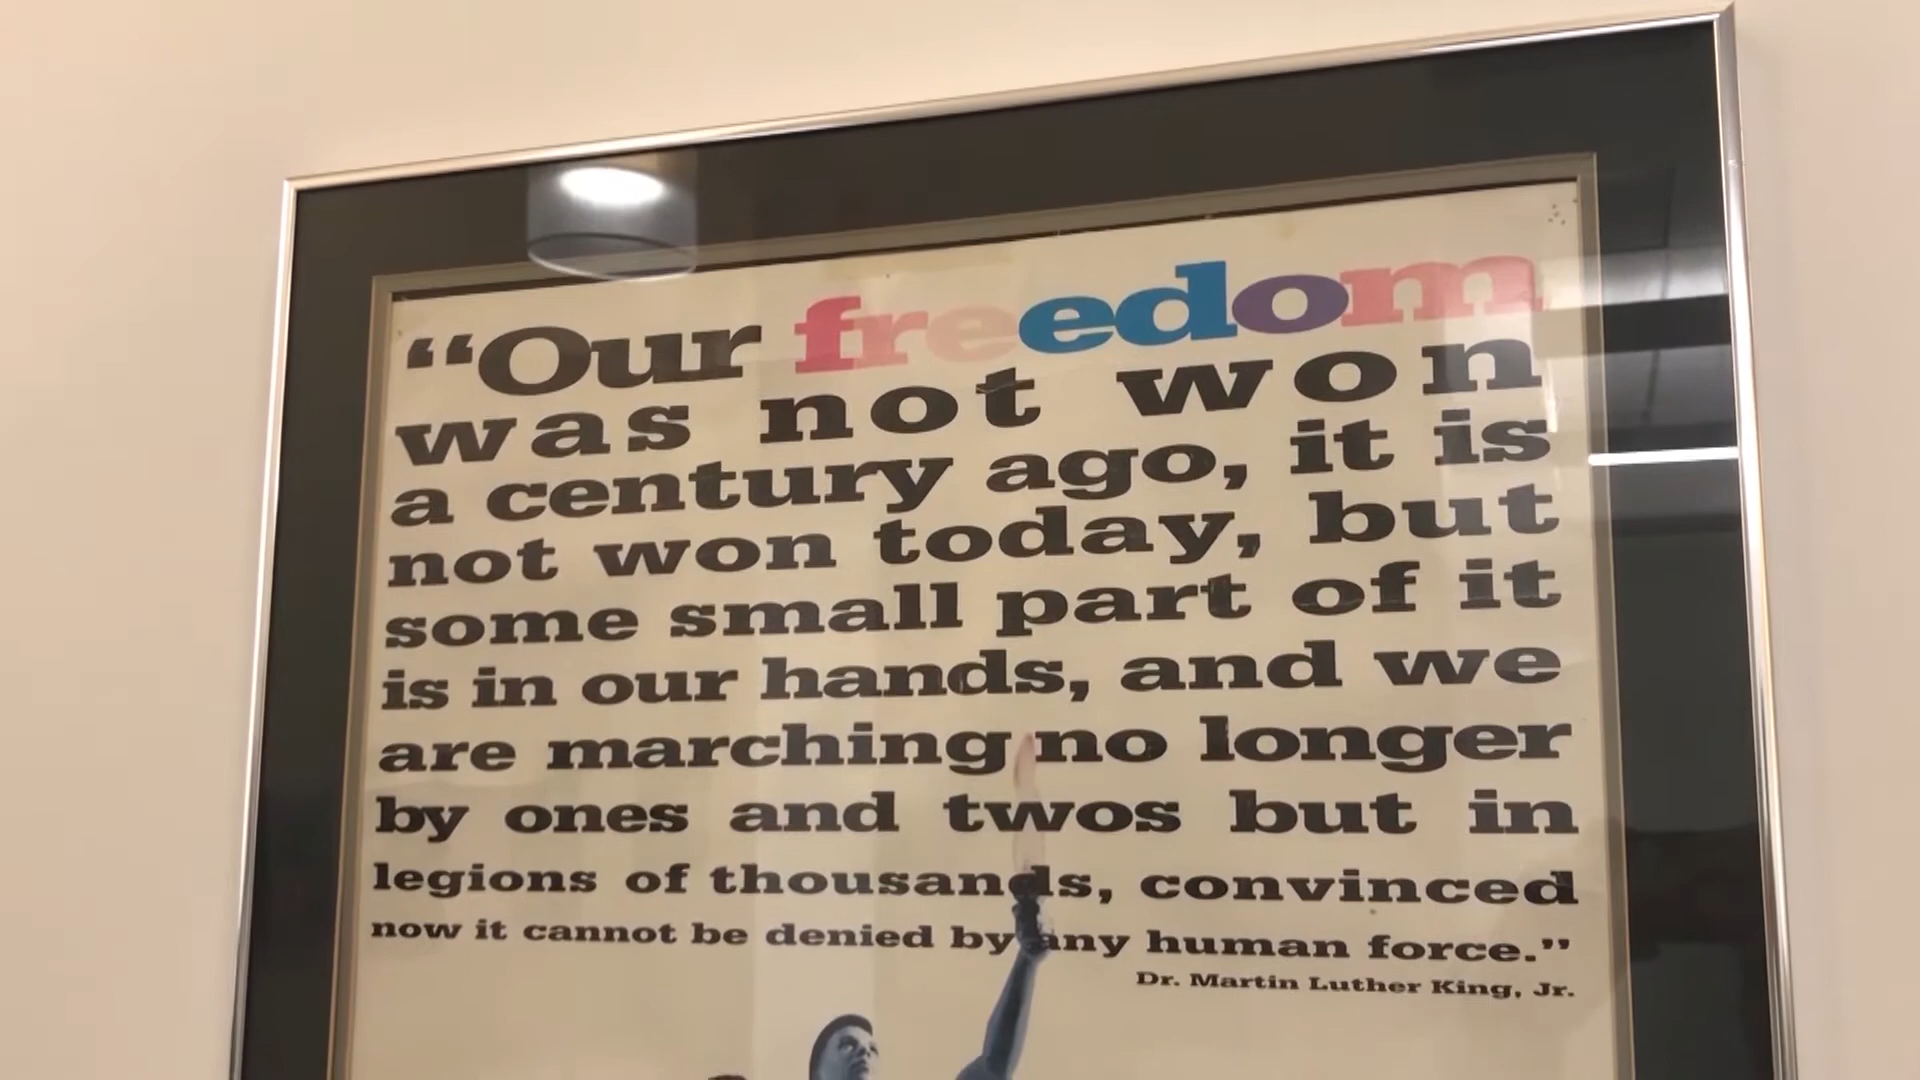 “Our freedom
was not won
a century ago, it is
not won today, but
some small part of it
is in our hands, and we
are marching no longer
by ones and twos but in
legions of thousands, convinced
now it cannot be denied by any human force.”
Dr. Martin Luther King, Jr.